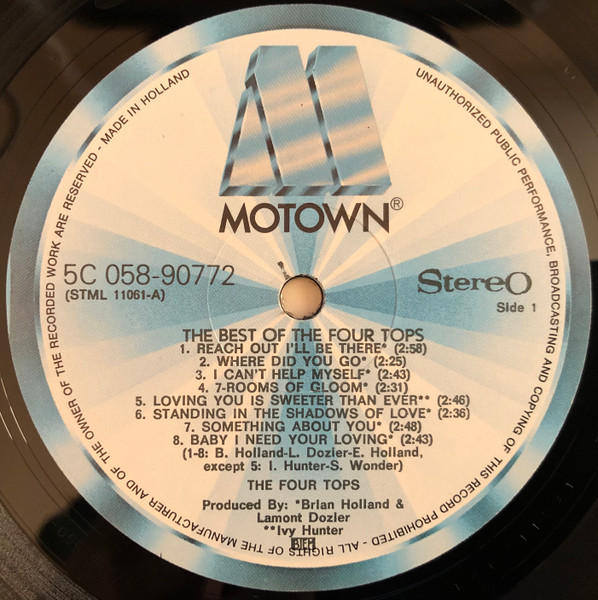 MOTOWN®
5C 058-90772
(STML 11061-A)
Stereo
Side 1
THE BEST OF THE FOUR TOPS
1. REACH OUT I'LL BE THERE* (2:58)
2. WHERE DID YOU GO* (2:25)
3. I CAN'T HELP MYSELF* (2:43)
4. 7-ROOMS OF GLOOM* (2:31)
5. LOVING YOU IS SWEETER THAN EVER** (2:46)
6. STANDING IN THE SHADOWS OF LOVE* (2:36)
7. SOMETHING ABOUT YOU* (2:48)
8. BABY I NEED YOUR LOVING* (2:43)
(1-8: B. Holland-L. Dozier-E. Holland,
except 5: I. Hunter-S. Wonder)
THE FOUR TOPS
Produced By: *Brian Holland &
Lamont Dozier
**Ivy Hunter
ALL RIGHTS OF THE MANUFACTURER AND OF THE OWNER OF THE RECORDED WORK ARE RESERVED - MADE IN HOLLAND
UNAUTHORIZED PUBLIC PERFORMANCE, BROADCASTING AND COPYING OF THIS RECORD PROHIBITED -